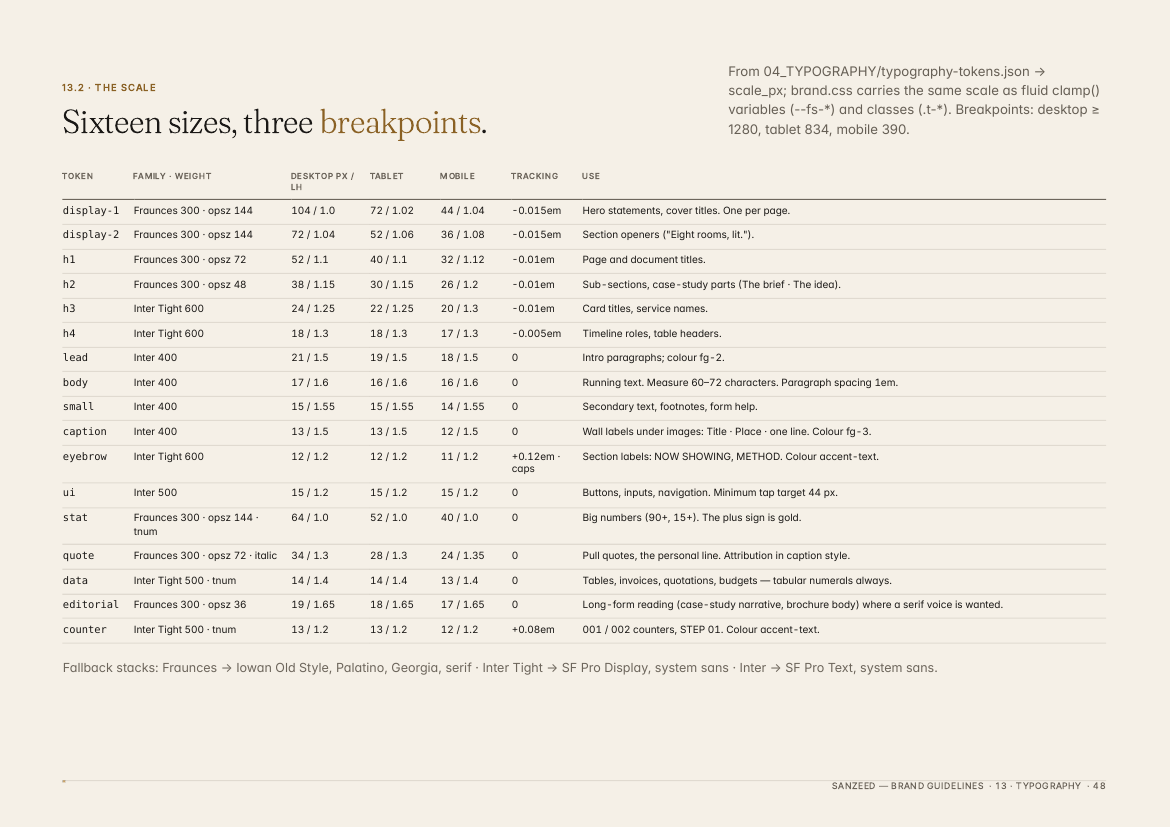 13.2 · THE SCALE
Sixteen sizes, three breakpoints.
From 04_TYPOGRAPHY/typography-tokens.json →
scale_px; brand.css carries the same scale as fluid clamp()
variables (--fs-*) and classes (.t-*). Breakpoints: desktop ≥
1280, tablet 834, mobile 390.
TOKEN FAMILY · WEIGHT DESKTOP PX / LH TABLET MOBILE TRACKING USE
display-1 Fraunces 300 · opsz 144 104 / 1.0 72 / 1.02 44 / 1.04 -0.015em Hero statements, cover titles. One per page.
display-2 Fraunces 300 · opsz 144 72 / 1.04 52 / 1.06 36 / 1.08 -0.015em Section openers ("Eight rooms, lit.").
h1 Fraunces 300 · opsz 72 52 / 1.1 40 / 1.1 32 / 1.12 -0.01em Page and document titles.
h2 Fraunces 300 · opsz 48 38 / 1.15 30 / 1.15 26 / 1.2 -0.01em Sub-sections, case-study parts (The brief · The idea).
h3 Inter Tight 600 24 / 1.25 22 / 1.25 20 / 1.3 -0.01em Card titles, service names.
h4 Inter Tight 600 18 / 1.3 18 / 1.3 17 / 1.3 -0.005em Timeline roles, table headers.
lead Inter 400 21 / 1.5 19 / 1.5 18 / 1.5 0 Intro paragraphs; colour fg-2.
body Inter 400 17 / 1.6 16 / 1.6 16 / 1.6 0 Running text. Measure 60–72 characters. Paragraph spacing 1em.
small Inter 400 15 / 1.55 15 / 1.55 14 / 1.55 0 Secondary text, footnotes, form help.
caption Inter 400 13 / 1.5 13 / 1.5 12 / 1.5 0 Wall labels under images: Title · Place · one line. Colour fg-3.
eyebrow Inter Tight 600 12 / 1.2 12 / 1.2 11 / 1.2 +0.12em · caps Section labels: NOW SHOWING, METHOD. Colour accent-text.
ui Inter 500 15 / 1.2 15 / 1.2 15 / 1.2 0 Buttons, inputs, navigation. Minimum tap target 44 px.
stat Fraunces 300 · opsz 144 · tnum 64 / 1.0 52 / 1.0 40 / 1.0 0 Big numbers (90+, 15+). The plus sign is gold.
quote Fraunces 300 · opsz 72 · italic 34 / 1.3 28 / 1.3 24 / 1.35 0 Pull quotes, the personal line. Attribution in caption style.
data Inter Tight 500 · tnum 14 / 1.4 14 / 1.4 13 / 1.4 0 Tables, invoices, quotations, budgets — tabular numerals always.
editorial Fraunces 300 · opsz 36 19 / 1.65 18 / 1.65 17 / 1.65 0 Long-form reading (case-study narrative, brochure body) where a serif voice is wanted.
counter Inter Tight 500 · tnum 13 / 1.2 13 / 1.2 12 / 1.2 +0.08em 001 / 002 counters, STEP 01. Colour accent-text.
Fallback stacks: Fraunces → Iowan Old Style, Palatino, Georgia, serif · Inter Tight → SF Pro Display, system sans · Inter → SF Pro Text, system sans.
SANZEED — BRAND GUIDELINES · 13 · TYPOGRAPHY · 48